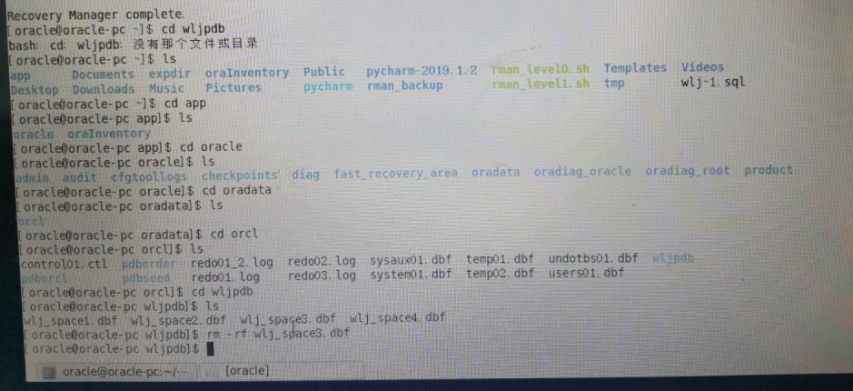 Recovery Manager complete.
[oracle@oracle-pc ~]$ cd wljpdb
bash: cd: wljpdb: 没有那个文件或目录
[oracle@oracle-pc ~]$ ls
app Documents expdir oraInventory Public pycharm-2019.1.2 rman_level0.sh Templates Videos
Desktop Downloads Music Pictures pycharm rman_backup rman_level1.sh tmp wlj~1.sql
[oracle@oracle-pc ~]$ cd app
[oracle@oracle-pc app]$ ls
oracle oraInventory
[oracle@oracle-pc app]$ cd oracle
[oracle@oracle-pc oracle]$ ls
admin audit cfgtoollogs checkpoints diag fast_recovery_area oradata oradiag_oracle oradiag_root product
[oracle@oracle-pc oracle]$ cd oradata
[oracle@oracle-pc oradata]$ ls
orcl
[oracle@oracle-pc oradata]$ cd orcl
[oracle@oracle-pc orcl]$ ls
control01.ctl pdborder redo01_2.log redo02.log sysaux01.dbf temp01.dbf undotbs01.dbf wljpdb
pdborcl pdbseed redo01.log redo03.log system01.dbf temp02.dbf users01.dbf
[oracle@oracle-pc orcl]$ cd wljpdb
[oracle@oracle-pc wljpdb]$ ls
wlj_space1.dbf wlj_space2.dbf wlj_space3.dbf wlj_space4.dbf
[oracle@oracle-pc wljpdb]$ rm -rf wlj_space3.dbf
[oracle@oracle-pc wljpdb]$
oracle@oracle-pc:~/··· [oracle]